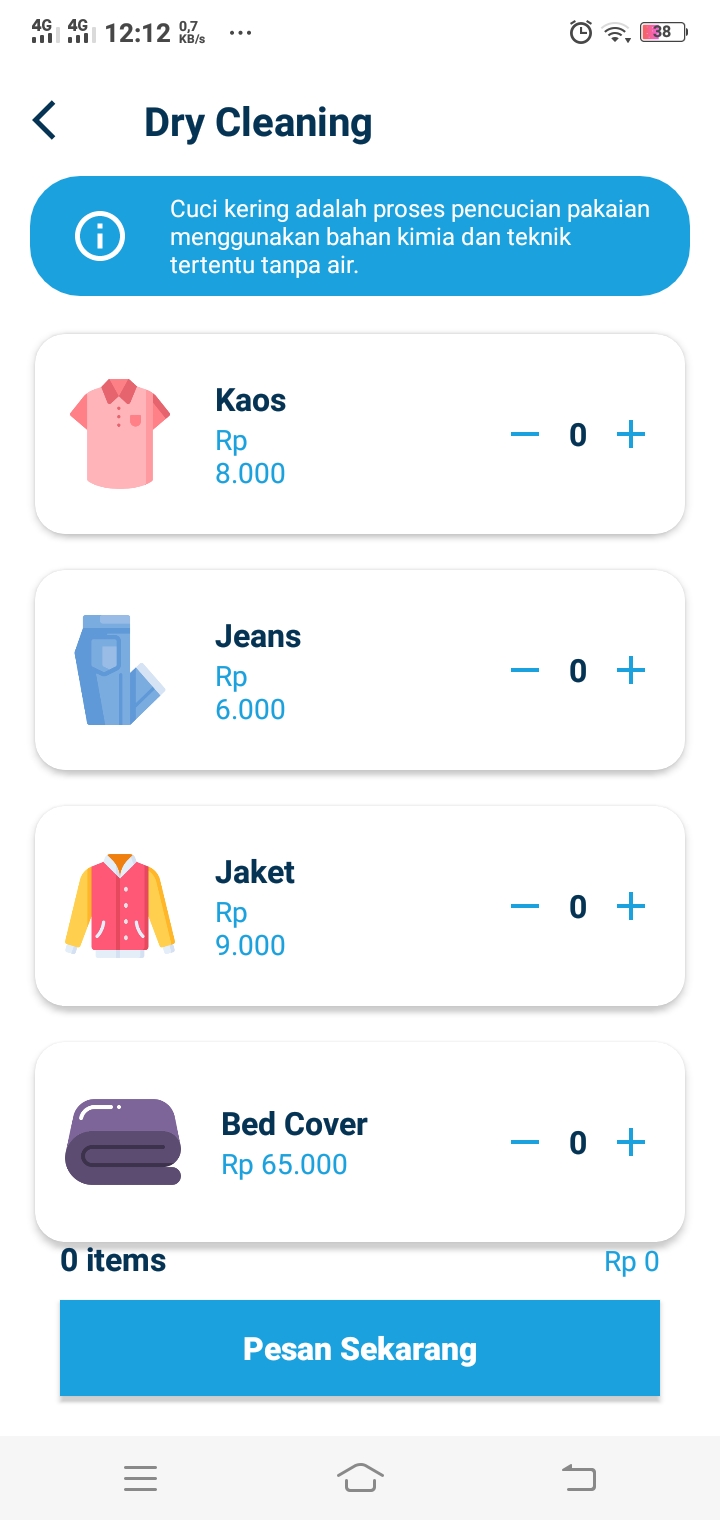 4G 4G 12:12 0,7 KB/s ... 38
Dry Cleaning
Cuci kering adalah proses pencucian pakaian
menggunakan bahan kimia dan teknik
tertentu tanpa air.
Kaos
Rp
8.000
− 0 +
Jeans
Rp
6.000
− 0 +
Jaket
Rp
9.000
− 0 +
Bed Cover
Rp 65.000
− 0 +
0 items Rp 0
Pesan Sekarang